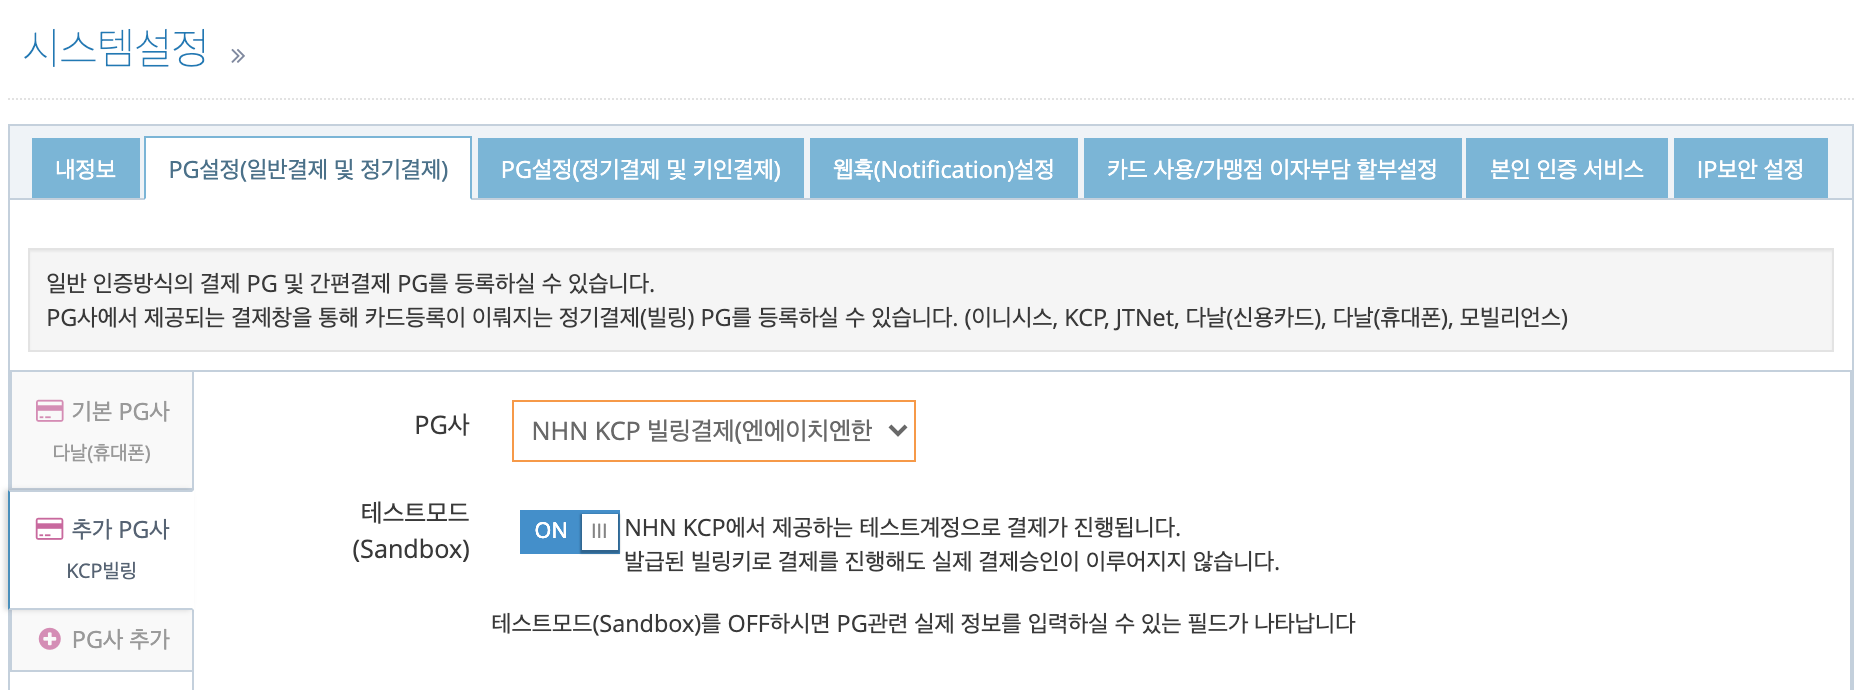 시스템설정 »
내정보
PG설정(일반결제 및 정기결제)
PG설정(정기결제 및 키인결제)
웹훅(Notification)설정
카드 사용/가맹점 이자부담 할부설정
본인 인증 서비스
IP보안 설정
일반 인증방식의 결제 PG 및 간편결제 PG를 등록하실 수 있습니다.
PG사에서 제공되는 결제창을 통해 카드등록이 이뤄지는 정기결제(빌링) PG를 등록하실 수 있습니다. (이니시스, KCP, JTNet, 다날(신용카드), 다날(휴대폰), 모빌리언스)
기본 PG사
다날(휴대폰)
추가 PG사
KCP빌링
PG사 추가
PG사
NHN KCP 빌링결제(엔에이치엔한
테스트모드
(Sandbox)
ON
NHN KCP에서 제공하는 테스트계정으로 결제가 진행됩니다.
발급된 빌링키로 결제를 진행해도 실제 결제승인이 이루어지지 않습니다.
테스트모드(Sandbox)를 OFF하시면 PG관련 실제 정보를 입력하실 수 있는 필드가 나타납니다